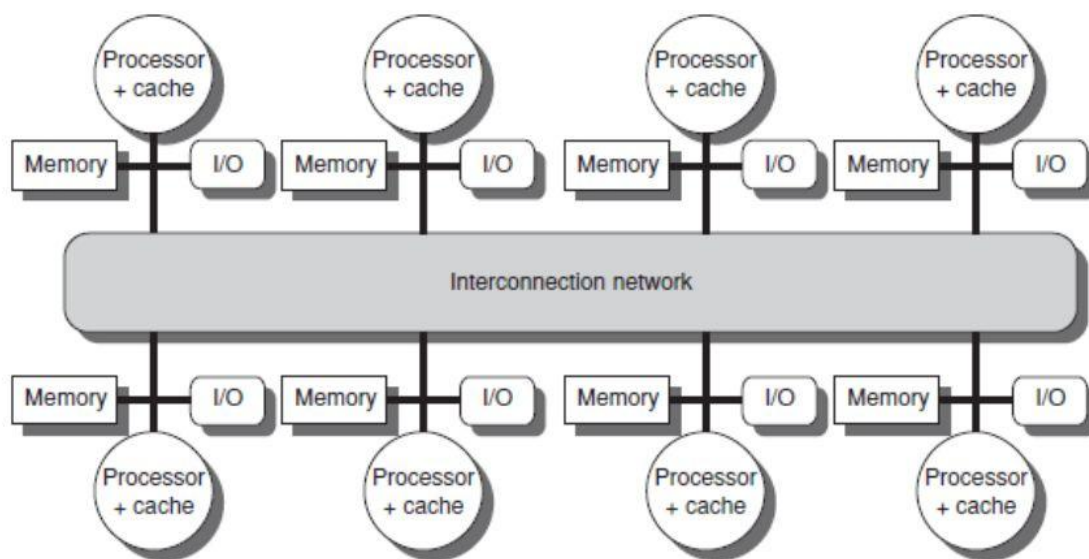 Processor
+ cache
Processor
+ cache
Processor
+ cache
Processor
+ cache
Memory
I/O
Memory
I/O
Memory
I/O
Memory
I/O
Interconnection network
Memory
I/O
Memory
I/O
Memory
I/O
Memory
I/O
Processor
+ cache
Processor
+ cache
Processor
+ cache
Processor
+ cache